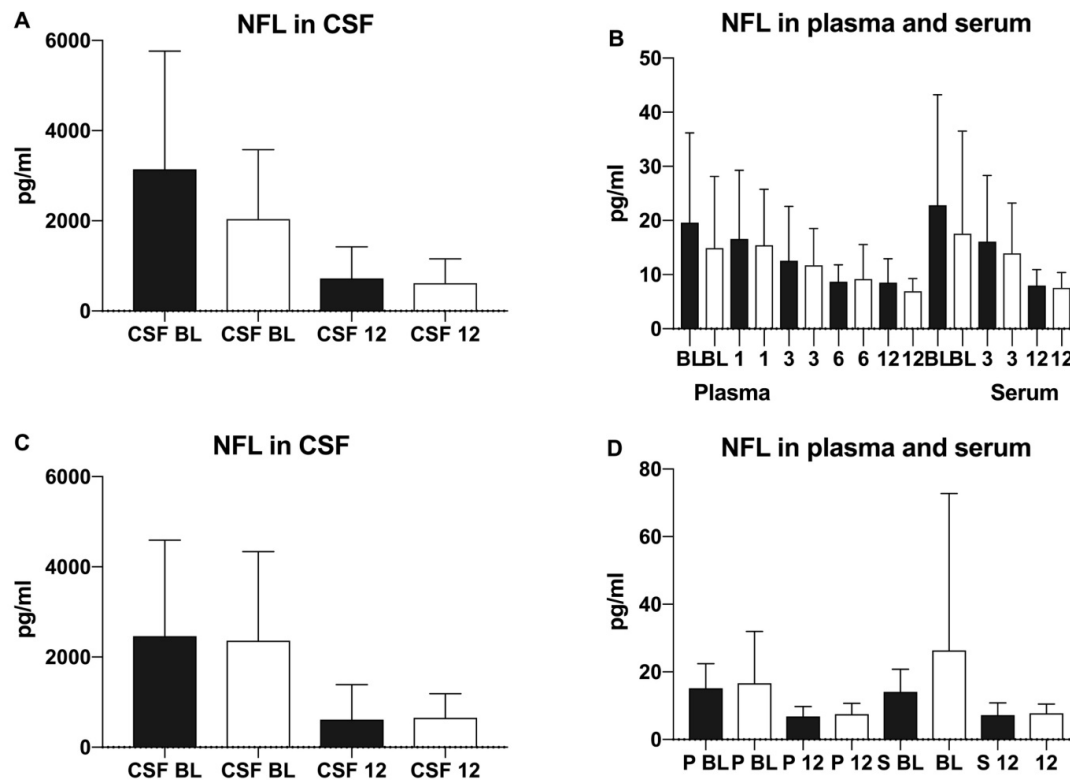 A
NFL in CSF
6000
4000
2000
0
pg/ml
CSF BL CSF BL CSF 12 CSF 12
B
NFL in plasma and serum
50
40
30
20
10
0
pg/ml
BL BL 1 1 3 3 6 6 12 12 BL BL 3 3 12 12
Plasma Serum
C
NFL in CSF
6000
4000
2000
0
pg/ml
CSF BL CSF BL CSF 12 CSF 12
D
NFL in plasma and serum
80
60
40
20
0
pg/ml
P BL P BL P 12 P 12 S BL BL S 12 12